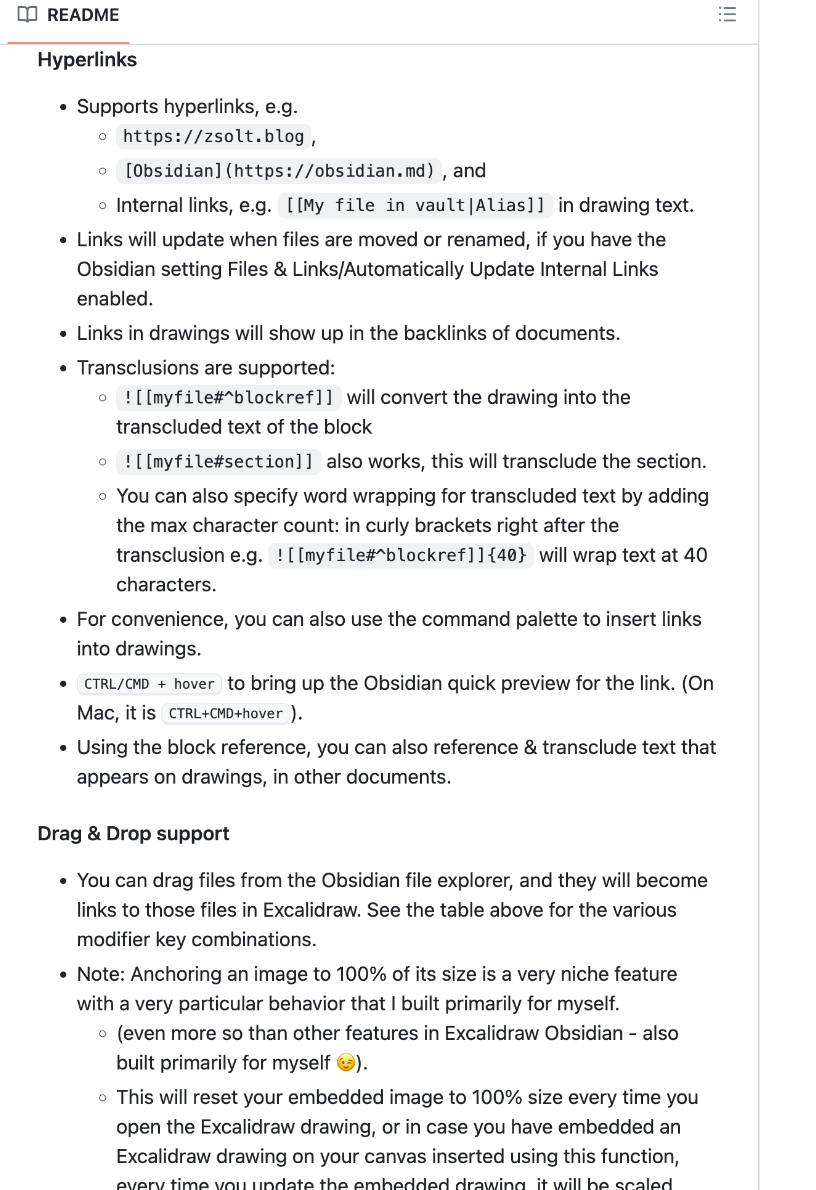 README
Hyperlinks
• Supports hyperlinks, e.g.
◦ https://zsolt.blog ,
◦ [Obsidian](https://obsidian.md) , and
◦ Internal links, e.g. [[My file in vault|Alias]] in drawing text.
• Links will update when files are moved or renamed, if you have the
Obsidian setting Files & Links/Automatically Update Internal Links
enabled.
• Links in drawings will show up in the backlinks of documents.
• Transclusions are supported:
◦ ![[myfile#^blockref]] will convert the drawing into the
transcluded text of the block
◦ ![[myfile#section]] also works, this will transclude the section.
◦ You can also specify word wrapping for transcluded text by adding
the max character count: in curly brackets right after the
transclusion e.g. ![[myfile#^blockref]]{40} will wrap text at 40
characters.
• For convenience, you can also use the command palette to insert links
into drawings.
• CTRL/CMD + hover to bring up the Obsidian quick preview for the link. (On
Mac, it is CTRL+CMD+hover ).
• Using the block reference, you can also reference & transclude text that
appears on drawings, in other documents.
Drag & Drop support
• You can drag files from the Obsidian file explorer, and they will become
links to those files in Excalidraw. See the table above for the various
modifier key combinations.
• Note: Anchoring an image to 100% of its size is a very niche feature
with a very particular behavior that I built primarily for myself.
◦ (even more so than other features in Excalidraw Obsidian - also
built primarily for myself 😉).
◦ This will reset your embedded image to 100% size every time you
open the Excalidraw drawing, or in case you have embedded an
Excalidraw drawing on your canvas inserted using this function,
every time you update the embedded drawing, it will be scaled